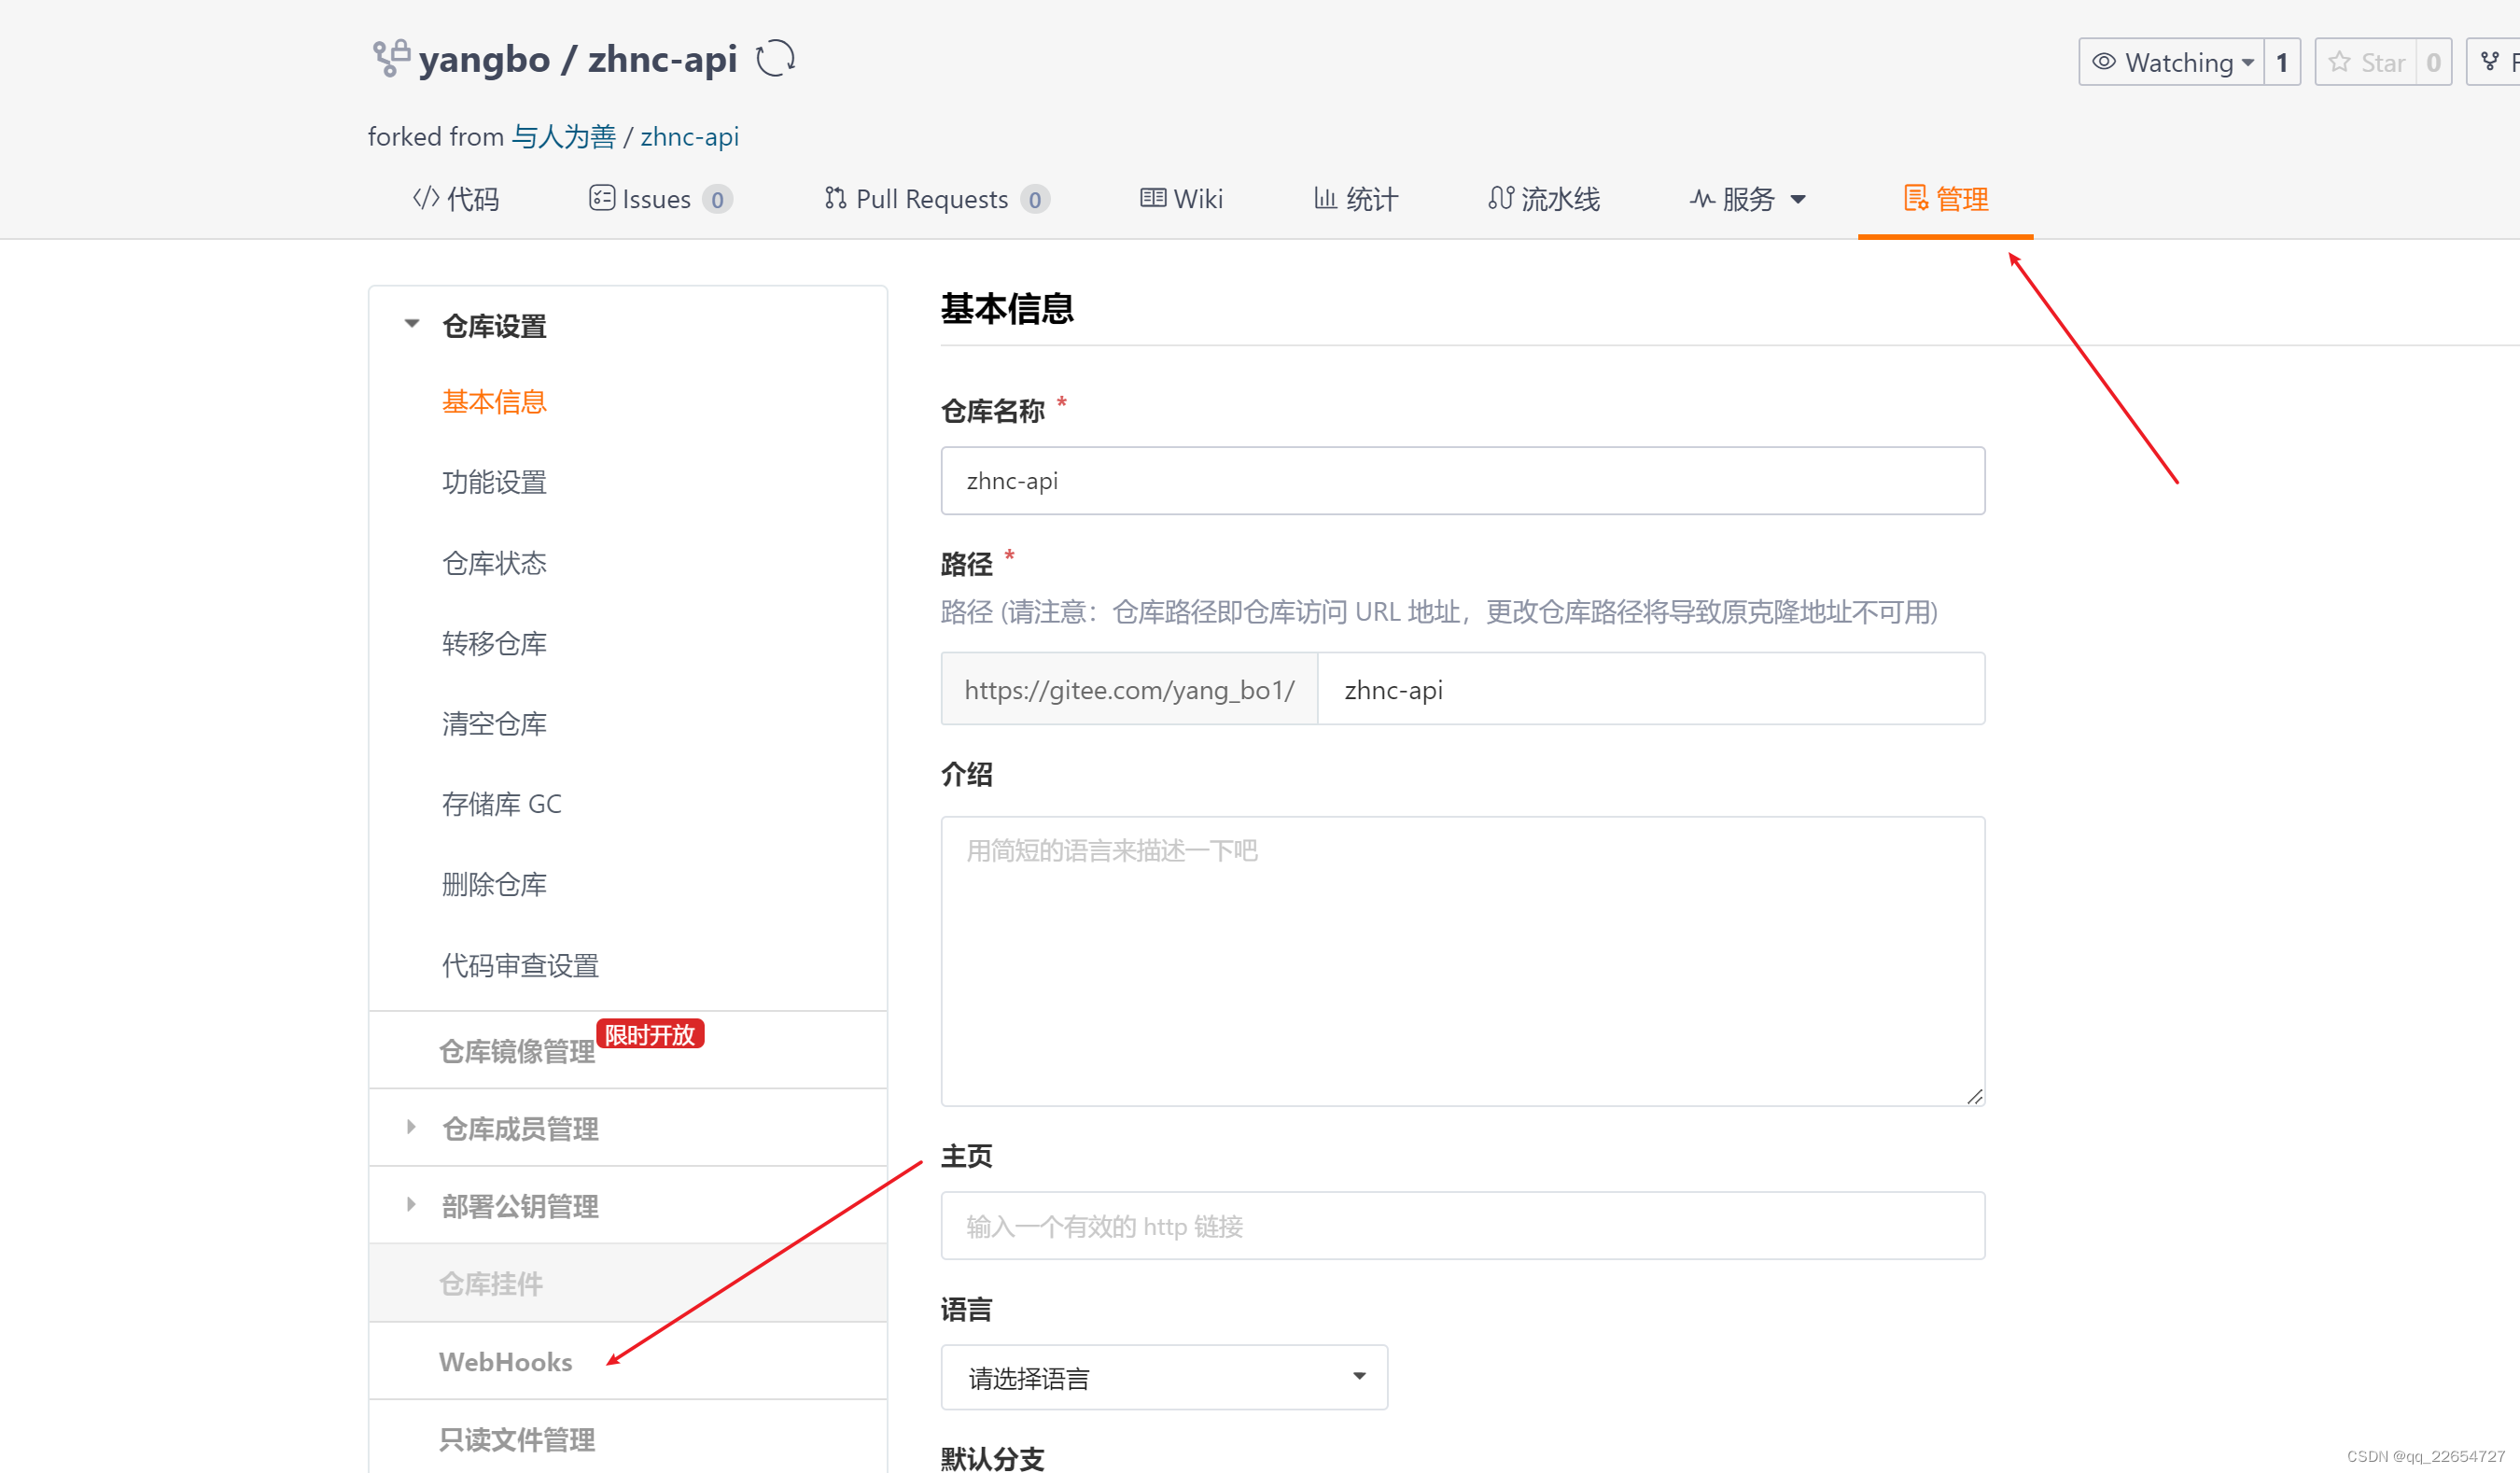 yangbo / zhnc-api
Watching 1
Star 0
forked from 与人为善 / zhnc-api
代码 Issues 0 Pull Requests 0 Wiki 统计 流水线 服务 管理
仓库设置
基本信息
功能设置
仓库状态
转移仓库
清空仓库
存储库 GC
删除仓库
代码审查设置
仓库镜像管理 限时开放
仓库成员管理
部署公钥管理
仓库挂件
WebHooks
只读文件管理
基本信息
仓库名称 *
zhnc-api
路径 *
路径 (请注意：仓库路径即仓库访问 URL 地址，更改仓库路径将导致原克隆地址不可用)
https://gitee.com/yang_bo1/ zhnc-api
介绍
用简短的语言来描述一下吧
主页
输入一个有效的 http 链接
语言
请选择语言
默认分支
CSDN @qq_22654727